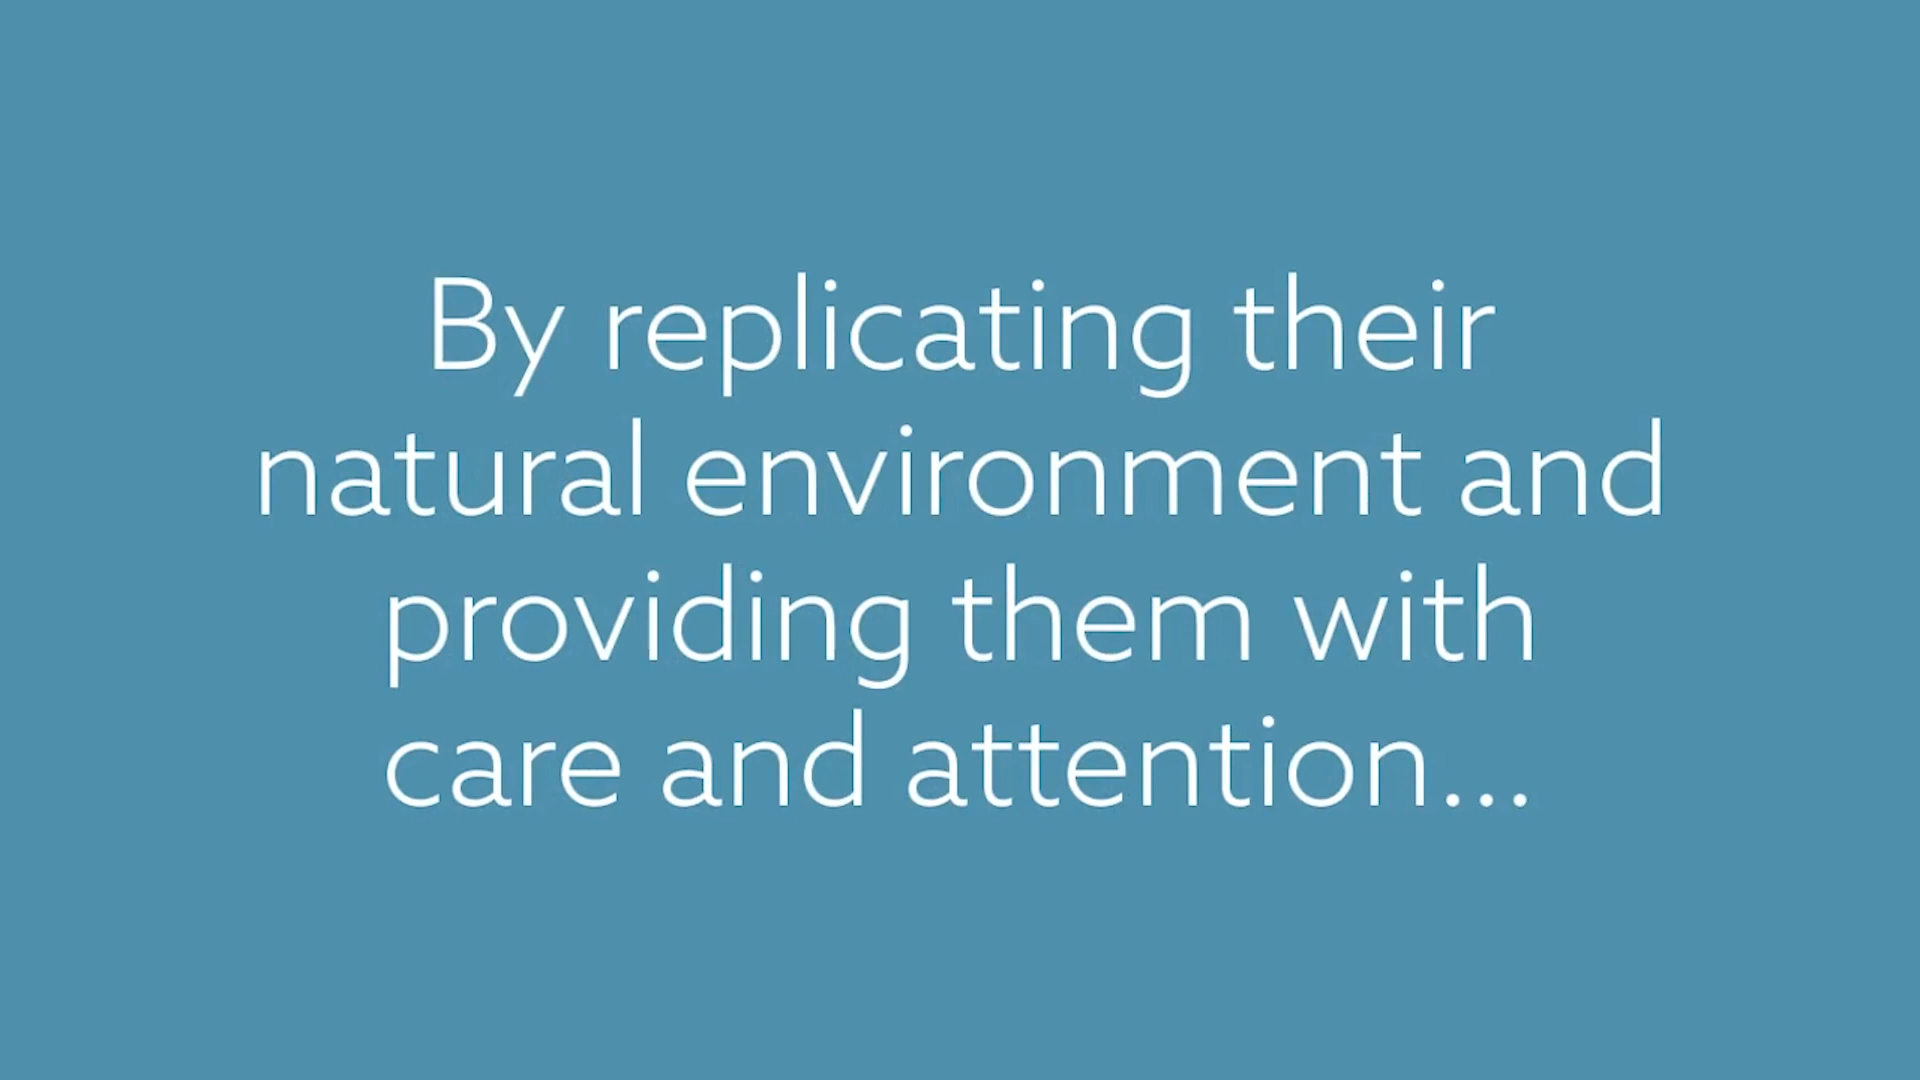 By replicating their
natural environment and
providing them with
care and attention...